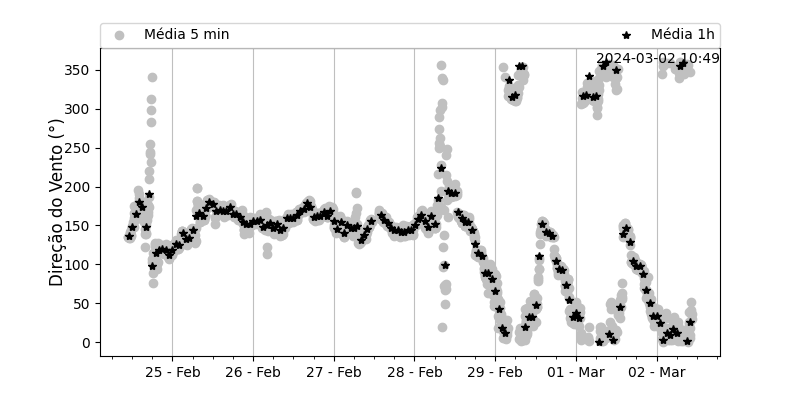 Média 5 min
Média 1h
2024-03-02 10:49
Direção do Vento (°)
350
300
250
200
150
100
50
0
25 - Feb
26 - Feb
27 - Feb
28 - Feb
29 - Feb
01 - Mar
02 - Mar